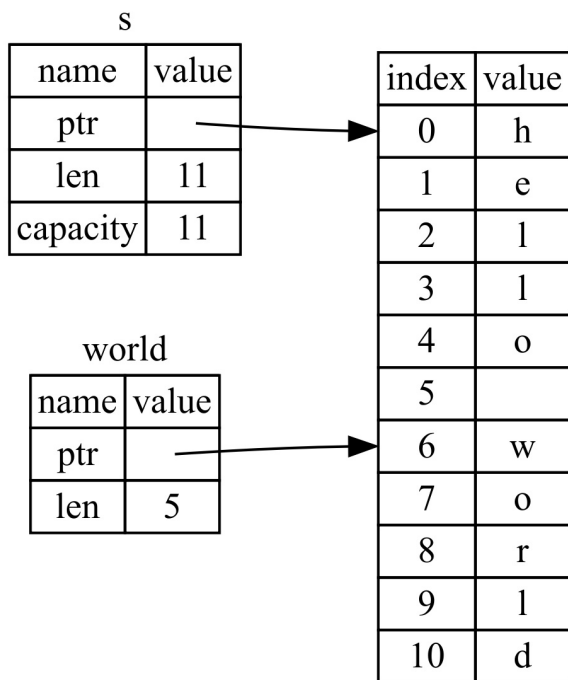 s
name value
ptr
len 11
capacity 11
world
name value
ptr
len 5
index value
0 h
1 e
2 l
3 l
4 o
5
6 w
7 o
8 r
9 l
10 d